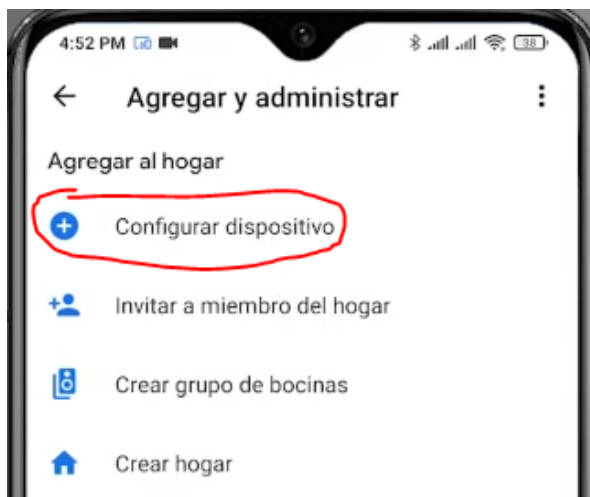 4:52 PM 38
Agregar y administrar
Agregar al hogar
Configurar dispositivo
Invitar a miembro del hogar
Crear grupo de bocinas
Crear hogar